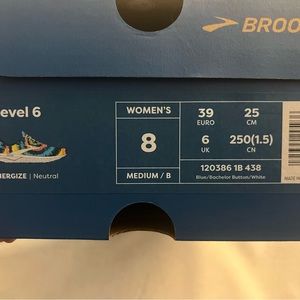 BROO
evel 6
WOMEN'S
8
MEDIUM / B
39
EURO
25
CM
6
UK
250(1.5)
CN
120386 1B 438
Blue/Bachelor Button/White
NERGIZE | Neutral
MADE IN